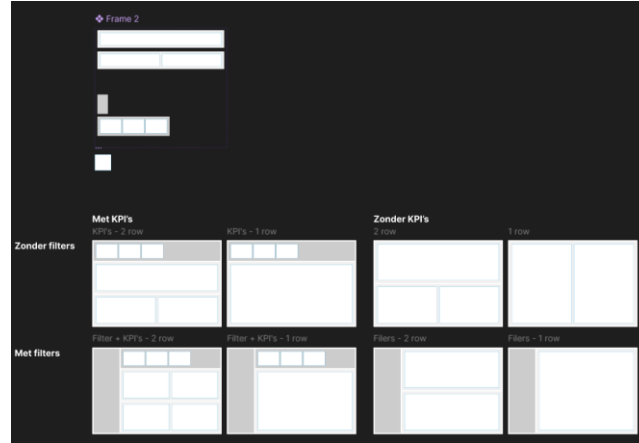 Frame 2
Met KPI's
Zonder KPI's
KPI's - 2 row
KPI's - 1 row
2 row
1 row
Zonder filters
Filter + KPI's - 2 row
Filter + KPI's - 1 row
Filers - 2 row
Filers - 1 row
Met filters